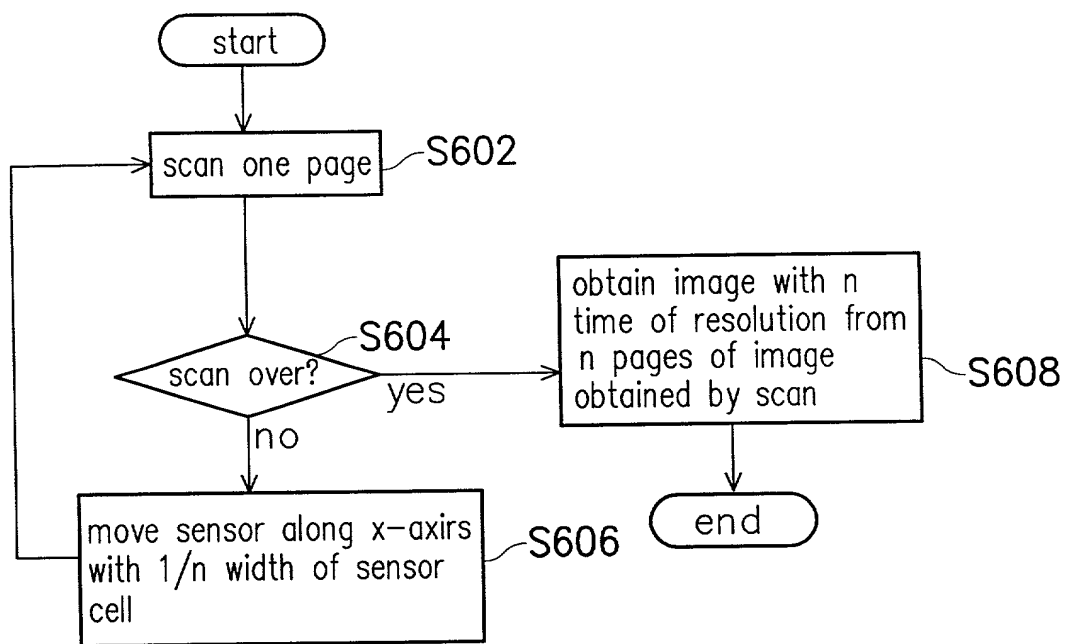 start
scan one page
S602
scan over?
S604
yes
no
obtain image with n
time of resolution from
n pages of image
obtained by scan
S608
move sensor along x-axirs
with 1/n width of sensor
cell
S606
end